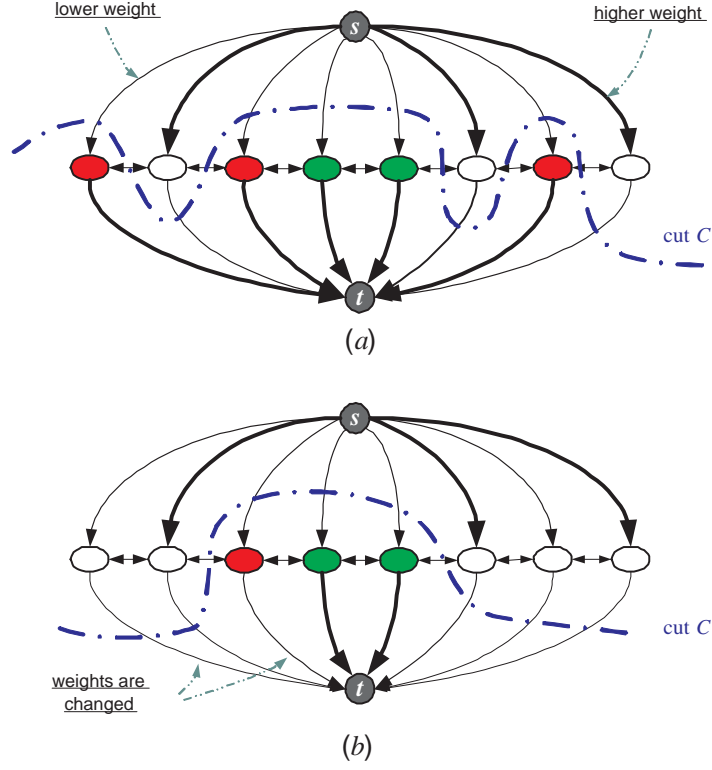 lower weight
higher weight
s
cut C
t
(a)
s
cut C
weights are
changed
t
(b)